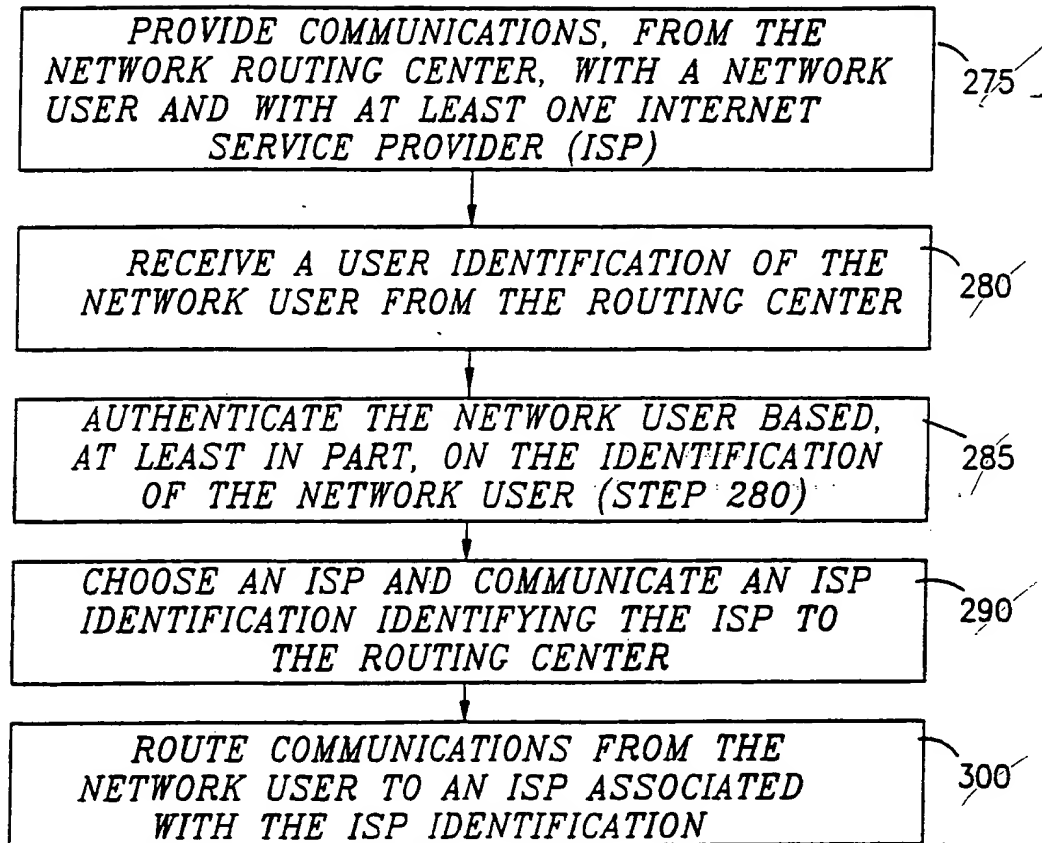 PROVIDE COMMUNICATIONS, FROM THE
NETWORK ROUTING CENTER, WITH A NETWORK
USER AND WITH AT LEAST ONE INTERNET
SERVICE PROVIDER (ISP)
275
RECEIVE A USER IDENTIFICATION OF THE
NETWORK USER FROM THE ROUTING CENTER
280
AUTHENTICATE THE NETWORK USER BASED,
AT LEAST IN PART, ON THE IDENTIFICATION
OF THE NETWORK USER (STEP 280)
285
CHOOSE AN ISP AND COMMUNICATE AN ISP
IDENTIFICATION IDENTIFYING THE ISP TO
THE ROUTING CENTER
290
ROUTE COMMUNICATIONS FROM THE
NETWORK USER TO AN ISP ASSOCIATED
WITH THE ISP IDENTIFICATION
300